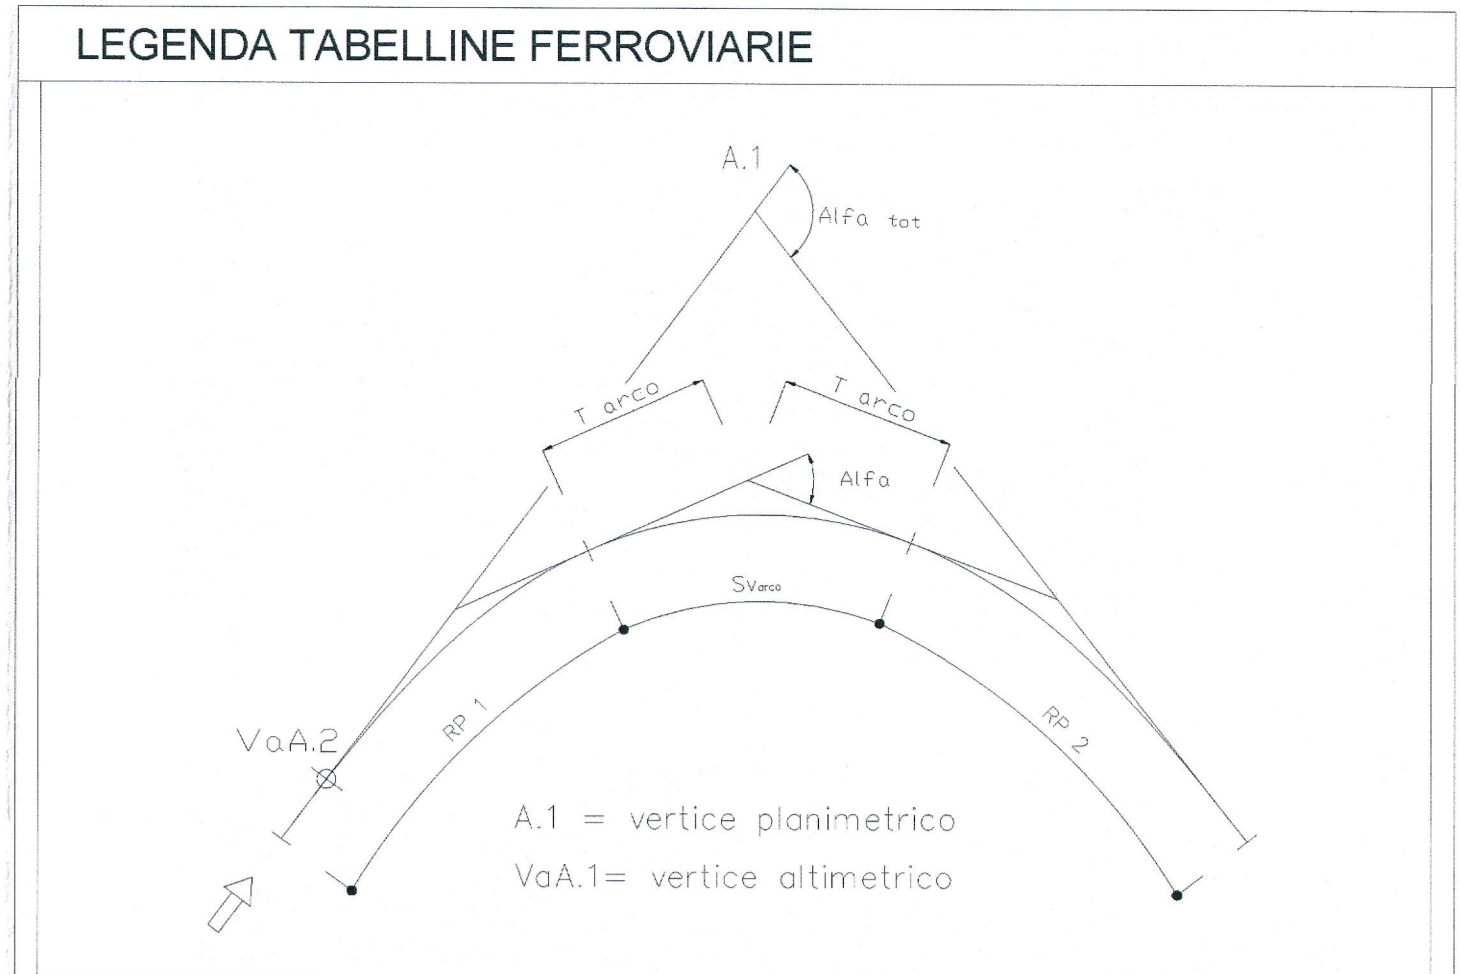 LEGENDA TABELLINE FERROVIARIE
A.1
Alfa tot
T arco
T arco
Alfa
Svarco
RP 1
RP 2
VaA.2
A.1 = vertice planimetrico
VaA.1= vertice altimetrico